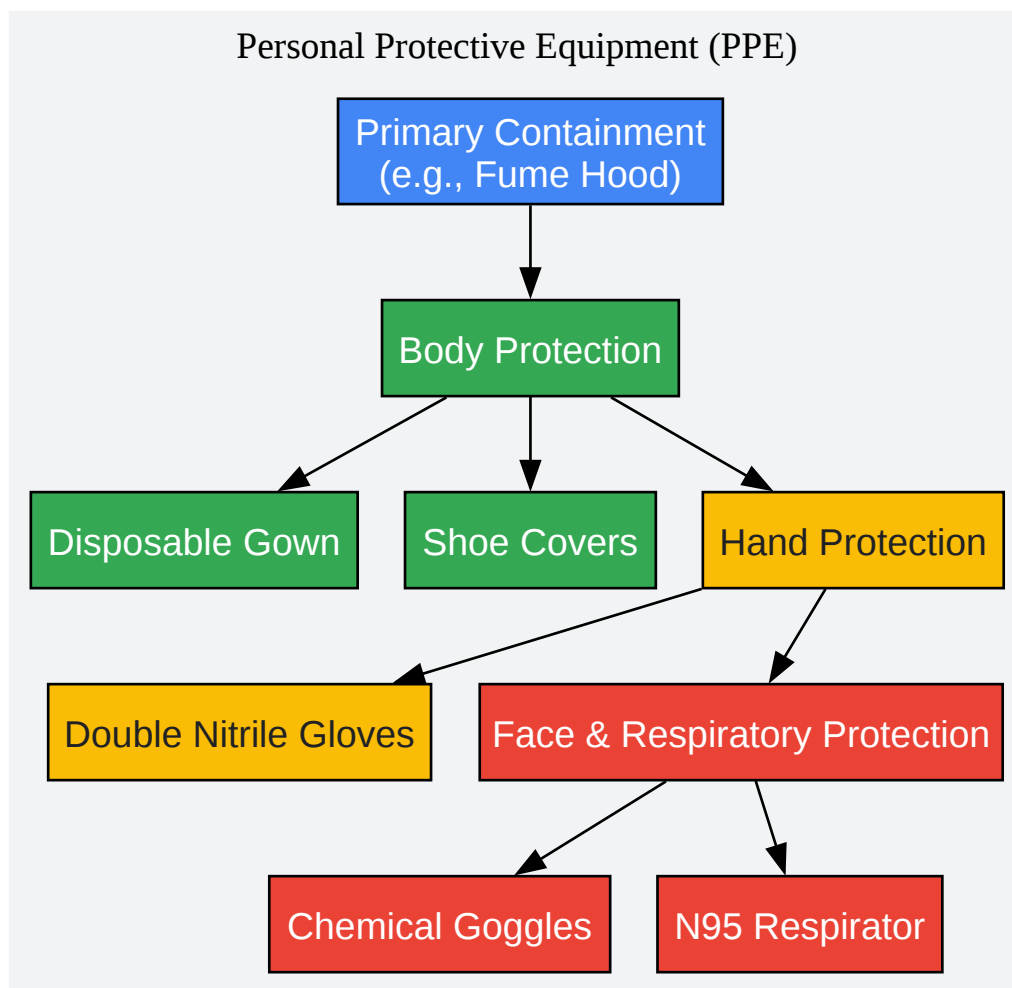 Personal Protective Equipment (PPE)
Primary Containment
(e.g., Fume Hood)
Body Protection
Disposable Gown
Shoe Covers
Hand Protection
Double Nitrile Gloves
Face & Respiratory Protection
Chemical Goggles
N95 Respirator